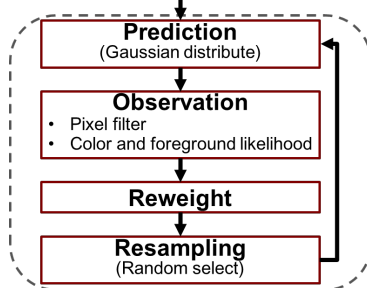 Prediction
(Gaussian distribute)
Observation
• Pixel filter
• Color and foreground likelihood
Reweight
Resampling
(Random select)